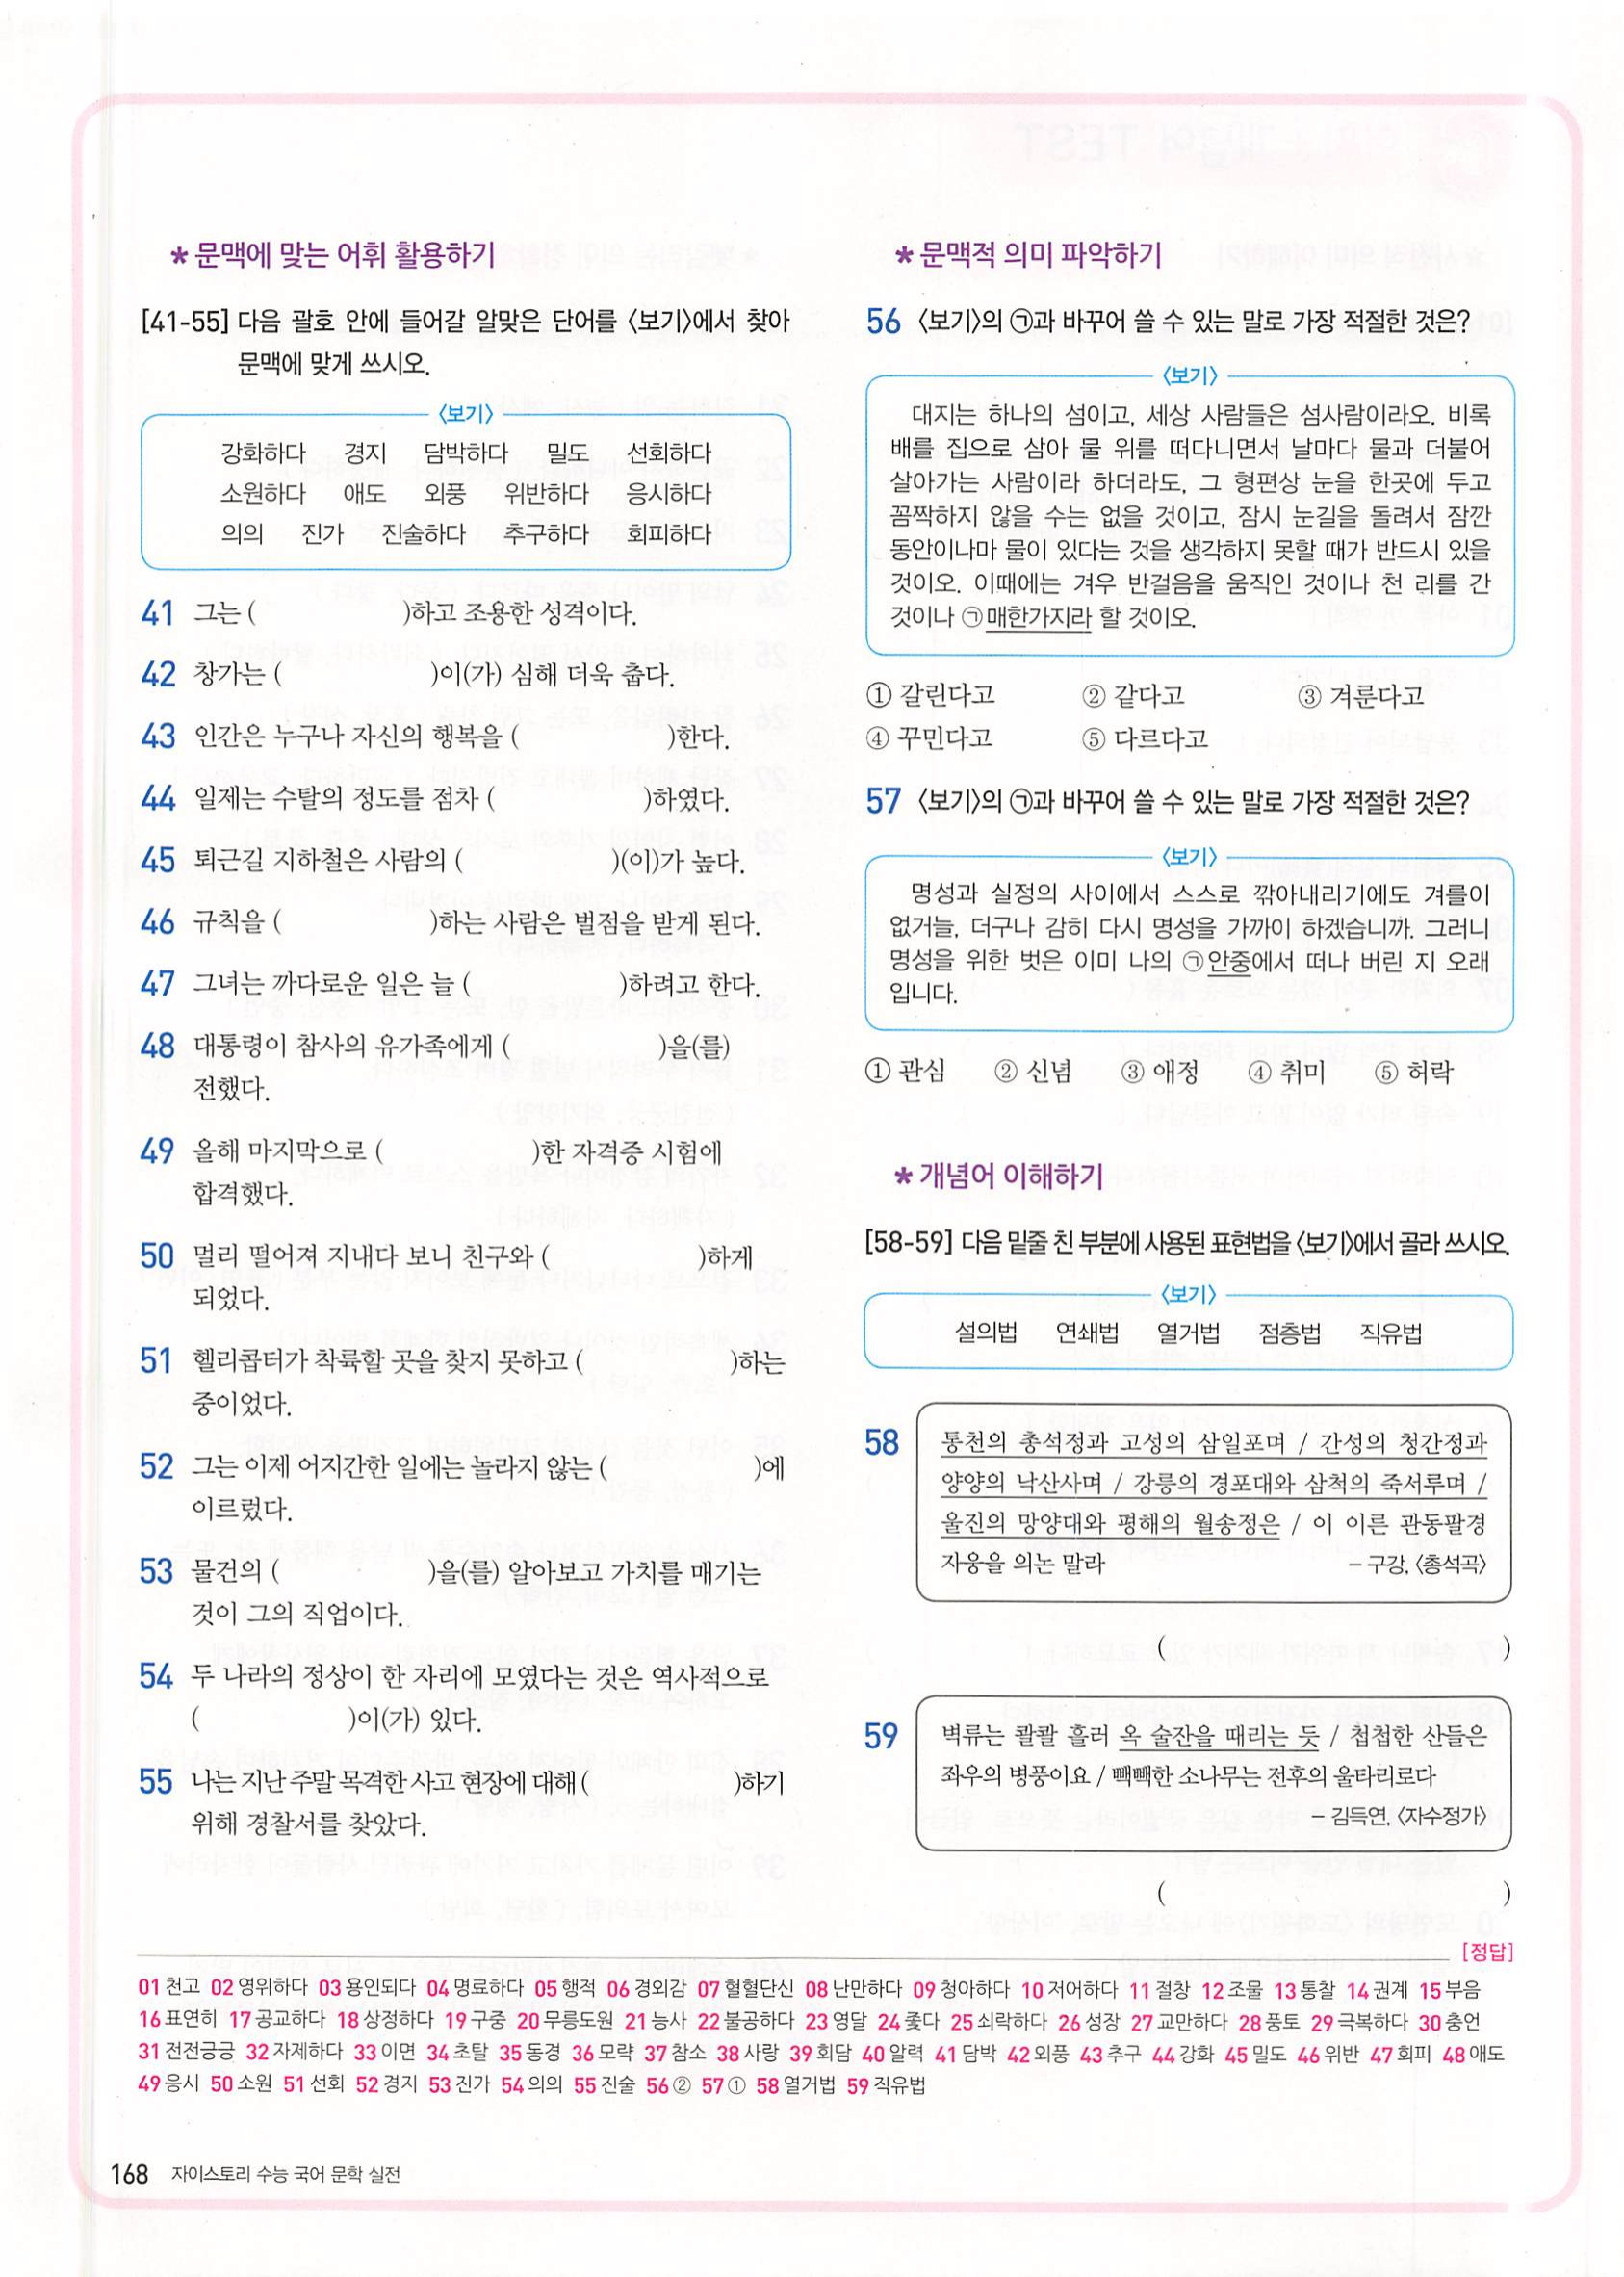 * 문맥에 맞는 어휘 활용하기
[41-55] 다음 괄호 안에 들어갈 알맞은 단어를 〈보기〉에서 찾아
문맥에 맞게 쓰시오.
〈보기〉
강화하다 경지 담박하다 밀도 선회하다
소원하다 애도 외풍 위반하다 응시하다
의의 진가 진술하다 추구하다 회피하다
41 그는 ( )하고 조용한 성격이다.
42 창가는 ( )이(가) 심해 더욱 춥다.
43 인간은 누구나 자신의 행복을 ( )한다.
44 일제는 수탈의 정도를 점차 ( )하였다.
45 퇴근길 지하철은 사람의 ( )(이)가 높다.
46 규칙을 ( )하는 사람은 벌점을 받게 된다.
47 그녀는 까다로운 일은 늘 ( )하려고 한다.
48 대통령이 참사의 유가족에게 ( )을(를)
전했다.
49 올해 마지막으로 ( )한 자격증 시험에
합격했다.
50 멀리 떨어져 지내다 보니 친구와 ( )하게
되었다.
51 헬리콥터가 착륙할 곳을 찾지 못하고 ( )하는
중이었다.
52 그는 이제 어지간한 일에는 놀라지 않는 ( )에
이르렀다.
53 물건의 ( )을(를) 알아보고 가치를 매기는
것이 그의 직업이다.
54 두 나라의 정상이 한 자리에 모였다는 것은 역사적으로
( )이(가) 있다.
55 나는 지난 주말 목격한 사고 현장에 대해 ( )하기
위해 경찰서를 찾았다.
* 문맥적 의미 파악하기
56 〈보기〉의 ㉠과 바꾸어 쓸 수 있는 말로 가장 적절한 것은?
〈보기〉
대지는 하나의 섬이고, 세상 사람들은 섬사람이라오. 비록
배를 집으로 삼아 물 위를 떠다니면서 날마다 물과 더불어
살아가는 사람이라 하더라도, 그 형편상 눈을 한곳에 두고
꼼짝하지 않을 수는 없을 것이고, 잠시 눈길을 돌려서 잠깐
동안이나마 물이 있다는 것을 생각하지 못할 때가 반드시 있을
것이오. 이때에는 겨우 반걸음을 움직인 것이나 천 리를 간
것이나 ㉠매한가지라 할 것이오.
① 갈린다고 ② 같다고 ③ 겨룬다고
④ 꾸민다고 ⑤ 다르다고
57 〈보기〉의 ㉠과 바꾸어 쓸 수 있는 말로 가장 적절한 것은?
〈보기〉
명성과 실정의 사이에서 스스로 깎아내리기에도 겨를이
없거늘, 더구나 감히 다시 명성을 가까이 하겠습니까. 그러니
명성을 위한 벗은 이미 나의 ㉠안중에서 떠나 버린 지 오래
입니다.
① 관심 ② 신념 ③ 애정 ④ 취미 ⑤ 허락
* 개념어 이해하기
[58-59] 다음 밑줄 친 부분에 사용된 표현법을 〈보기〉에서 골라 쓰시오.
〈보기〉
설의법 연쇄법 열거법 점층법 직유법
58 통천의 총석정과 고성의 삼일포며 / 간성의 청간정과
양양의 낙산사며 / 강릉의 경포대와 삼척의 죽서루며 /
울진의 망양대와 평해의 월송정은 / 이 이른 관동팔경
자웅을 의논 말라 – 구강, 〈총석곡〉
( )
59 벽류는 콸콸 흘러 옥 술잔을 때리는 듯 / 첩첩한 산들은
좌우의 병풍이요 / 빽빽한 소나무는 전후의 울타리로다
– 김득연, 〈지수정가〉
( )
[정답]
01 천고 02 영위하다 03 용인되다 04 명료하다 05 행적 06 경외감 07 혈혈단신 08 난만하다 09 청아하다 10 저어하다 11 절창 12 조물 13 통찰 14 권계 15 부음
16 표연히 17 공교하다 18 상정하다 19 구중 20 무릉도원 21 능사 22 불공하다 23 영달 24 좇다 25 쇠락하다 26 성장 27 교만하다 28 풍토 29 극복하다 30 충언
31 전전긍긍 32 자제하다 33 이면 34 초탈 35 동경 36 모략 37 참소 38 사랑 39 회담 40 알력 41 담박 42 외풍 43 추구 44 강화 45 밀도 46 위반 47 회피 48 애도
49 응시 50 소원 51 선회 52 경지 53 진가 54 의의 55 진술 56 ② 57 ① 58 열거법 59 직유법
168 자이스토리 수능 국어 문학 실전